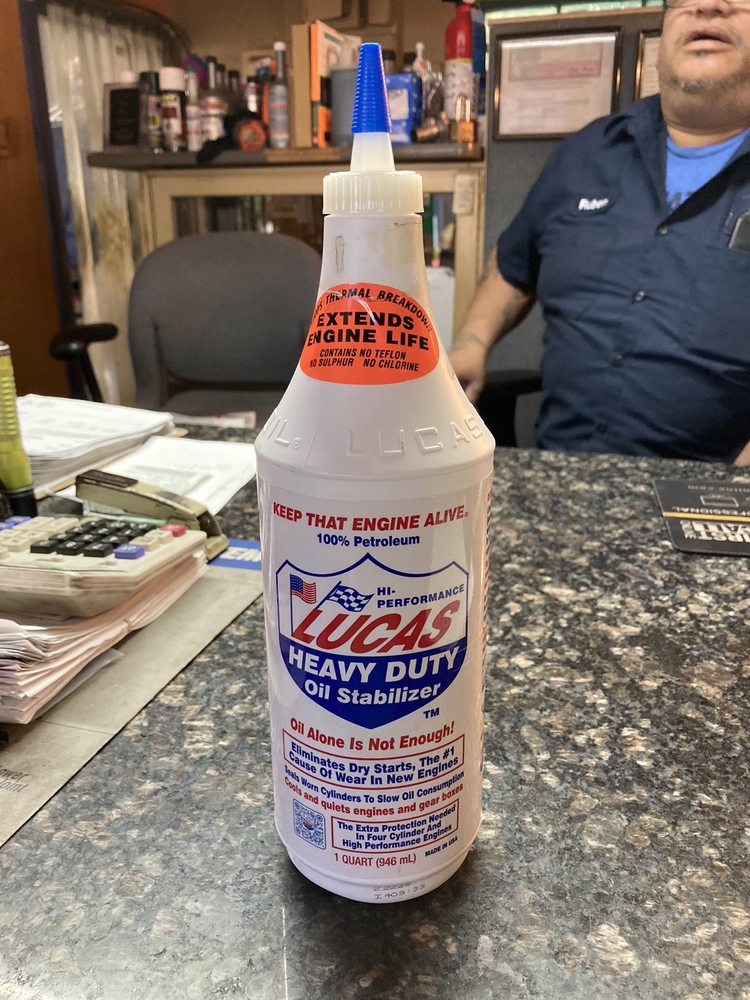 THERMAL BREAKDOWN
EXTENDS
ENGINE LIFE
CONTAINS NO TEFLON
NO SULPHUR NO CHLORINE
LUCAS
KEEP THAT ENGINE ALIVE.
100% Petroleum
HI-
PERFORMANCE
LUCAS
HEAVY DUTY
Oil Stabilizer
TM
Oil Alone Is Not Enough!
Eliminates Dry Starts, The #1
Cause Of Wear In New Engines
Seals Worn Cylinders To Slow Oil Consumption
Cools and quiets engines and gear boxes
The Extra Protection Needed
In Four Cylinder And
High Performance Engines
1 QUART (946 mL)
MADE IN USA